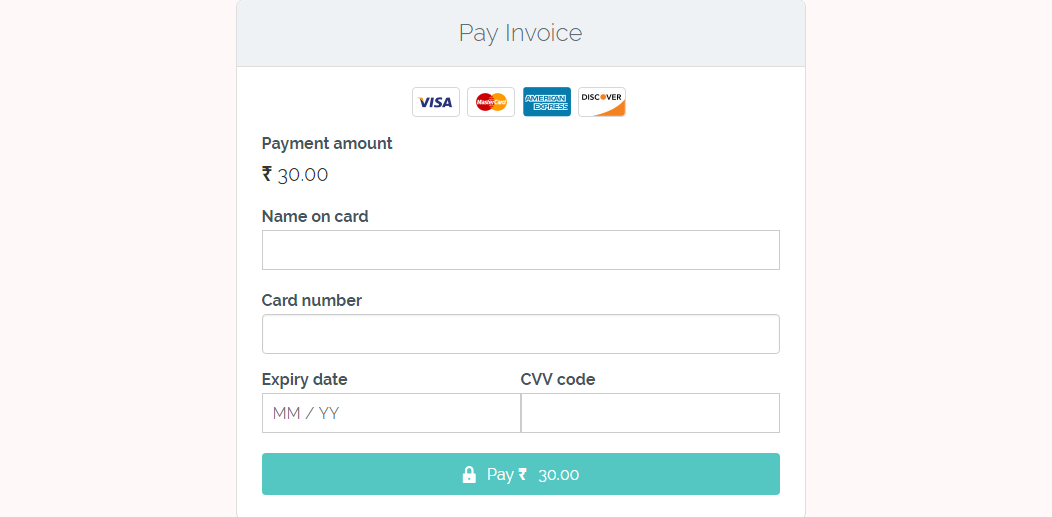 Pay Invoice
VISA MasterCard AMERICAN EXPRESS DISCOVER
Payment amount
₹ 30.00
Name on card
Card number
Expiry date CVV code
MM / YY
Pay ₹ 30.00